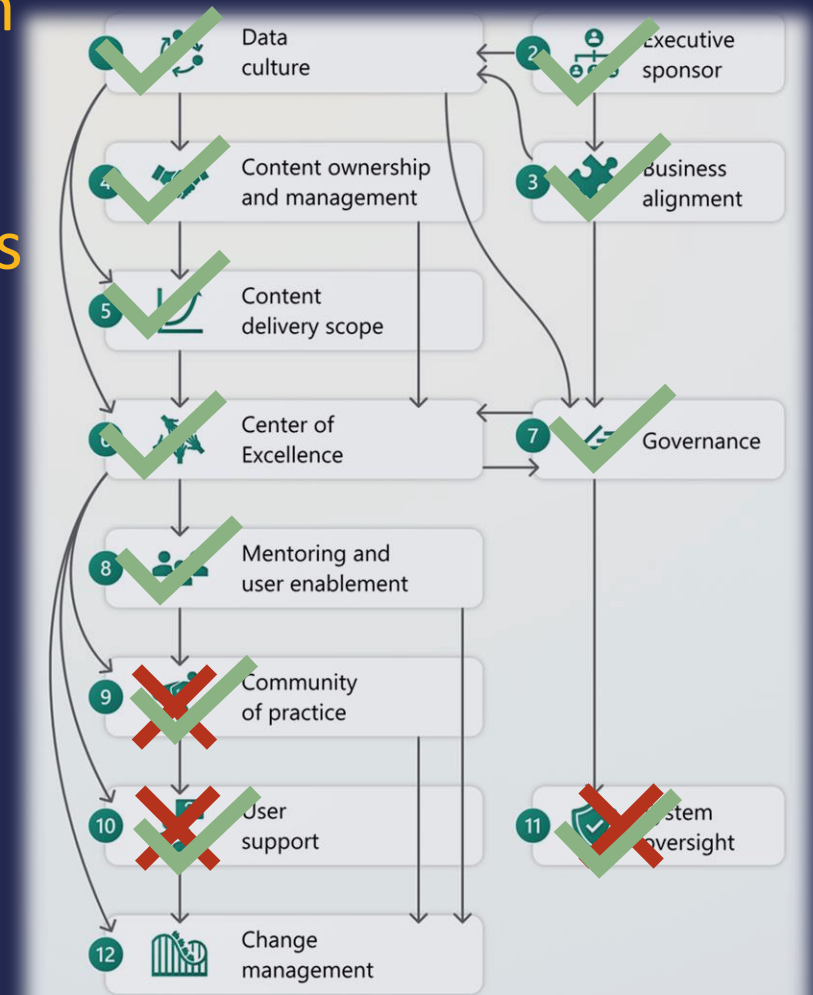 n
s
Data
culture
2
Executive
sponsor
4
Content ownership
and management
3
Business
alignment
5
Content
delivery scope
6
Center of
Excellence
7
Governance
8
Mentoring and
user enablement
9
Community
of practice
10
User
support
11
System
oversight
12
Change
management